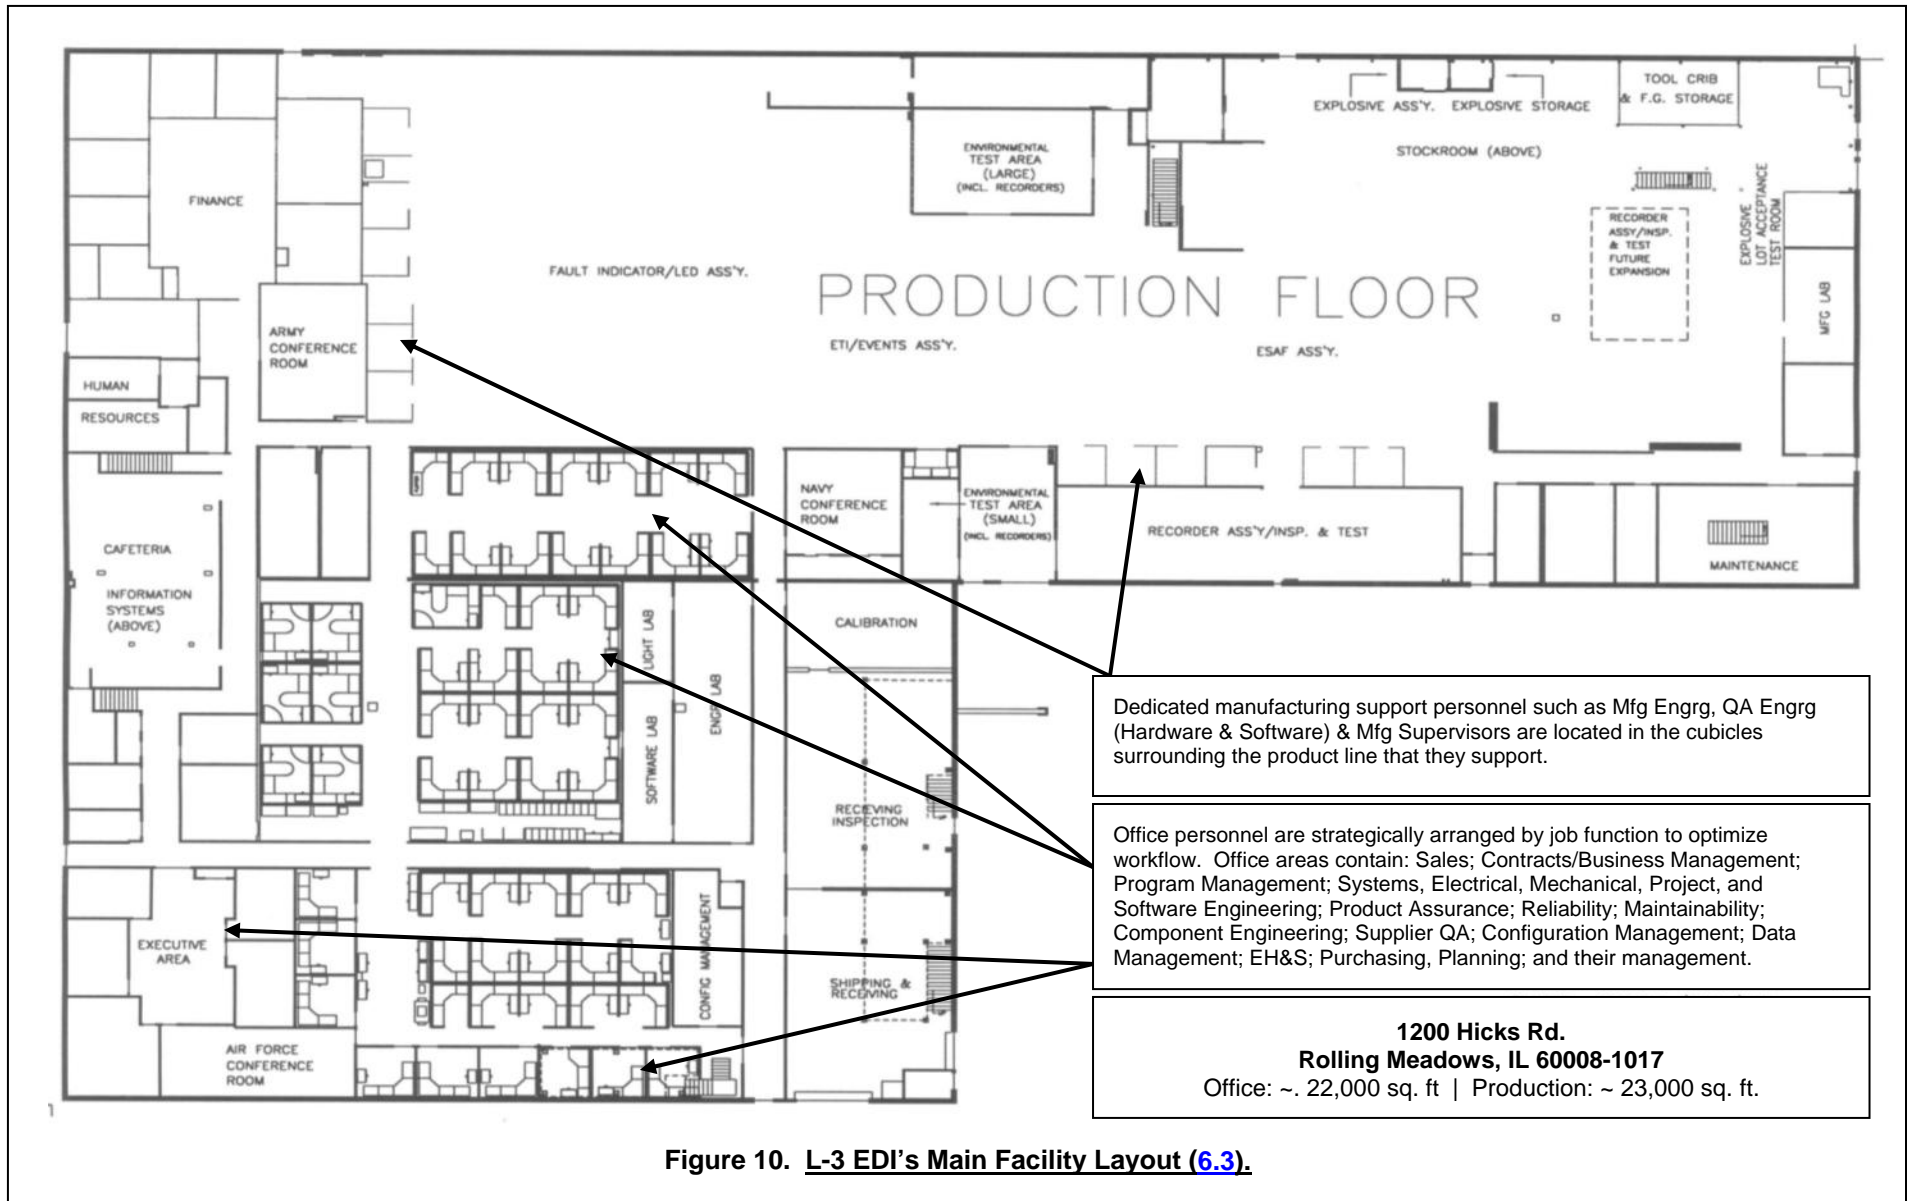 TOOL CRIB
& F.G. STORAGE
EXPLOSIVE ASS'Y. EXPLOSIVE STORAGE
STOCKROOM (ABOVE)
ENVIRONMENTAL
TEST AREA
(LARGE)
(INCL. RECORDERS)
FINANCE
EXPLOSIVE
LOT ACCEPTANCE
TEST ROOM
RECORDER
ASSY/INSP.
& TEST
FUTURE
EXPANSION
FAULT INDICATOR/LED ASS'Y.
PRODUCTION FLOOR
MFG LAB
ARMY
CONFERENCE
ROOM
ETI/EVENTS ASS'Y.
ESAF ASS'Y.
HUMAN
RESOURCES
NAVY
CONFERENCE
ROOM
ENVIRONMENTAL
TEST AREA
(SMALL)
(INCL. RECORDERS)
RECORDER ASS'Y/INSP. & TEST
MAINTENANCE
CAFETERIA
INFORMATION
SYSTEMS
(ABOVE)
LIGHT LAB
SOFTWARE LAB
ENGR LAB
CALIBRATION
Dedicated manufacturing support personnel such as Mfg Engrg, QA Engrg
(Hardware & Software) & Mfg Supervisors are located in the cubicles
surrounding the product line that they support.
RECIEVING
INSPECTION
Office personnel are strategically arranged by job function to optimize
workflow. Office areas contain: Sales; Contracts/Business Management;
Program Management; Systems, Electrical, Mechanical, Project, and
Software Engineering; Product Assurance; Reliability; Maintainability;
Component Engineering; Supplier QA; Configuration Management; Data
Management; EH&S; Purchasing, Planning; and their management.
EXECUTIVE
AREA
CONFIG MANAGEMENT
SHIPPING &
RECEIVING
AIR FORCE
CONFERENCE
ROOM
1200 Hicks Rd.
Rolling Meadows, IL 60008-1017
Office: ~. 22,000 sq. ft | Production: ~ 23,000 sq. ft.
Figure 10. L-3 EDI's Main Facility Layout (6.3).